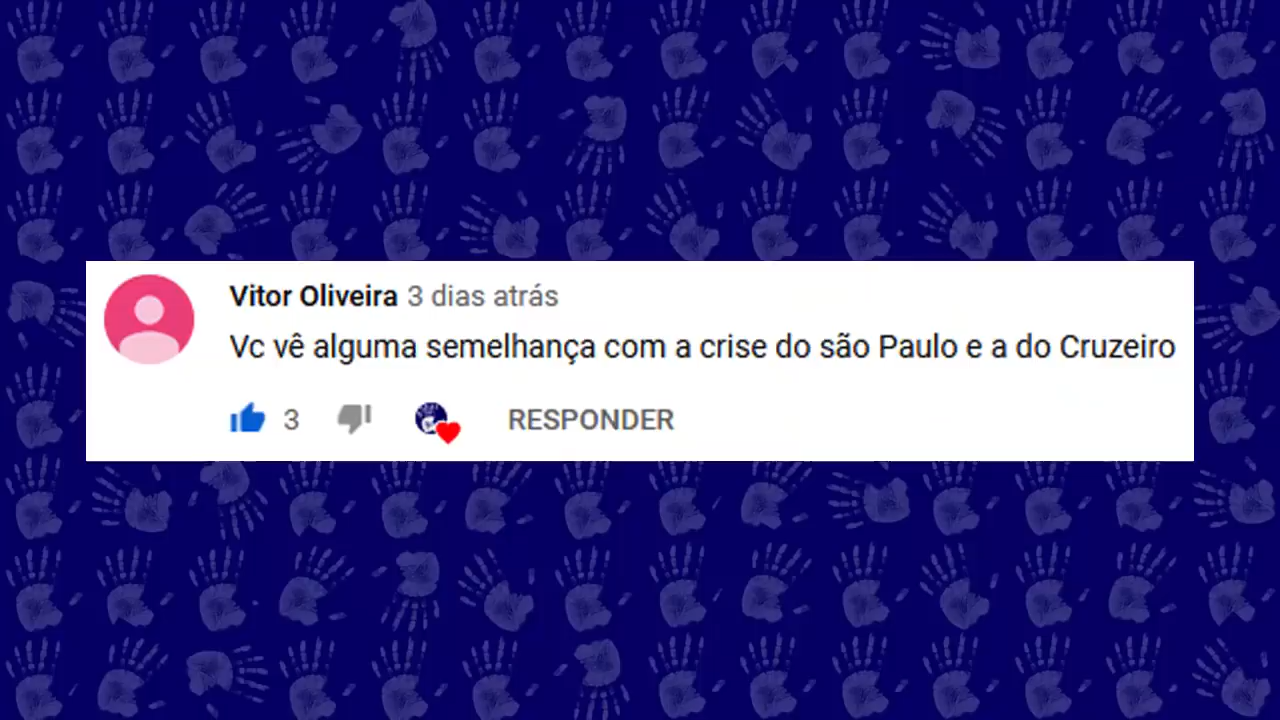 Vitor Oliveira 3 dias atrás
Vc vê alguma semelhança com a crise do são Paulo e a do Cruzeiro
3 RESPONDER